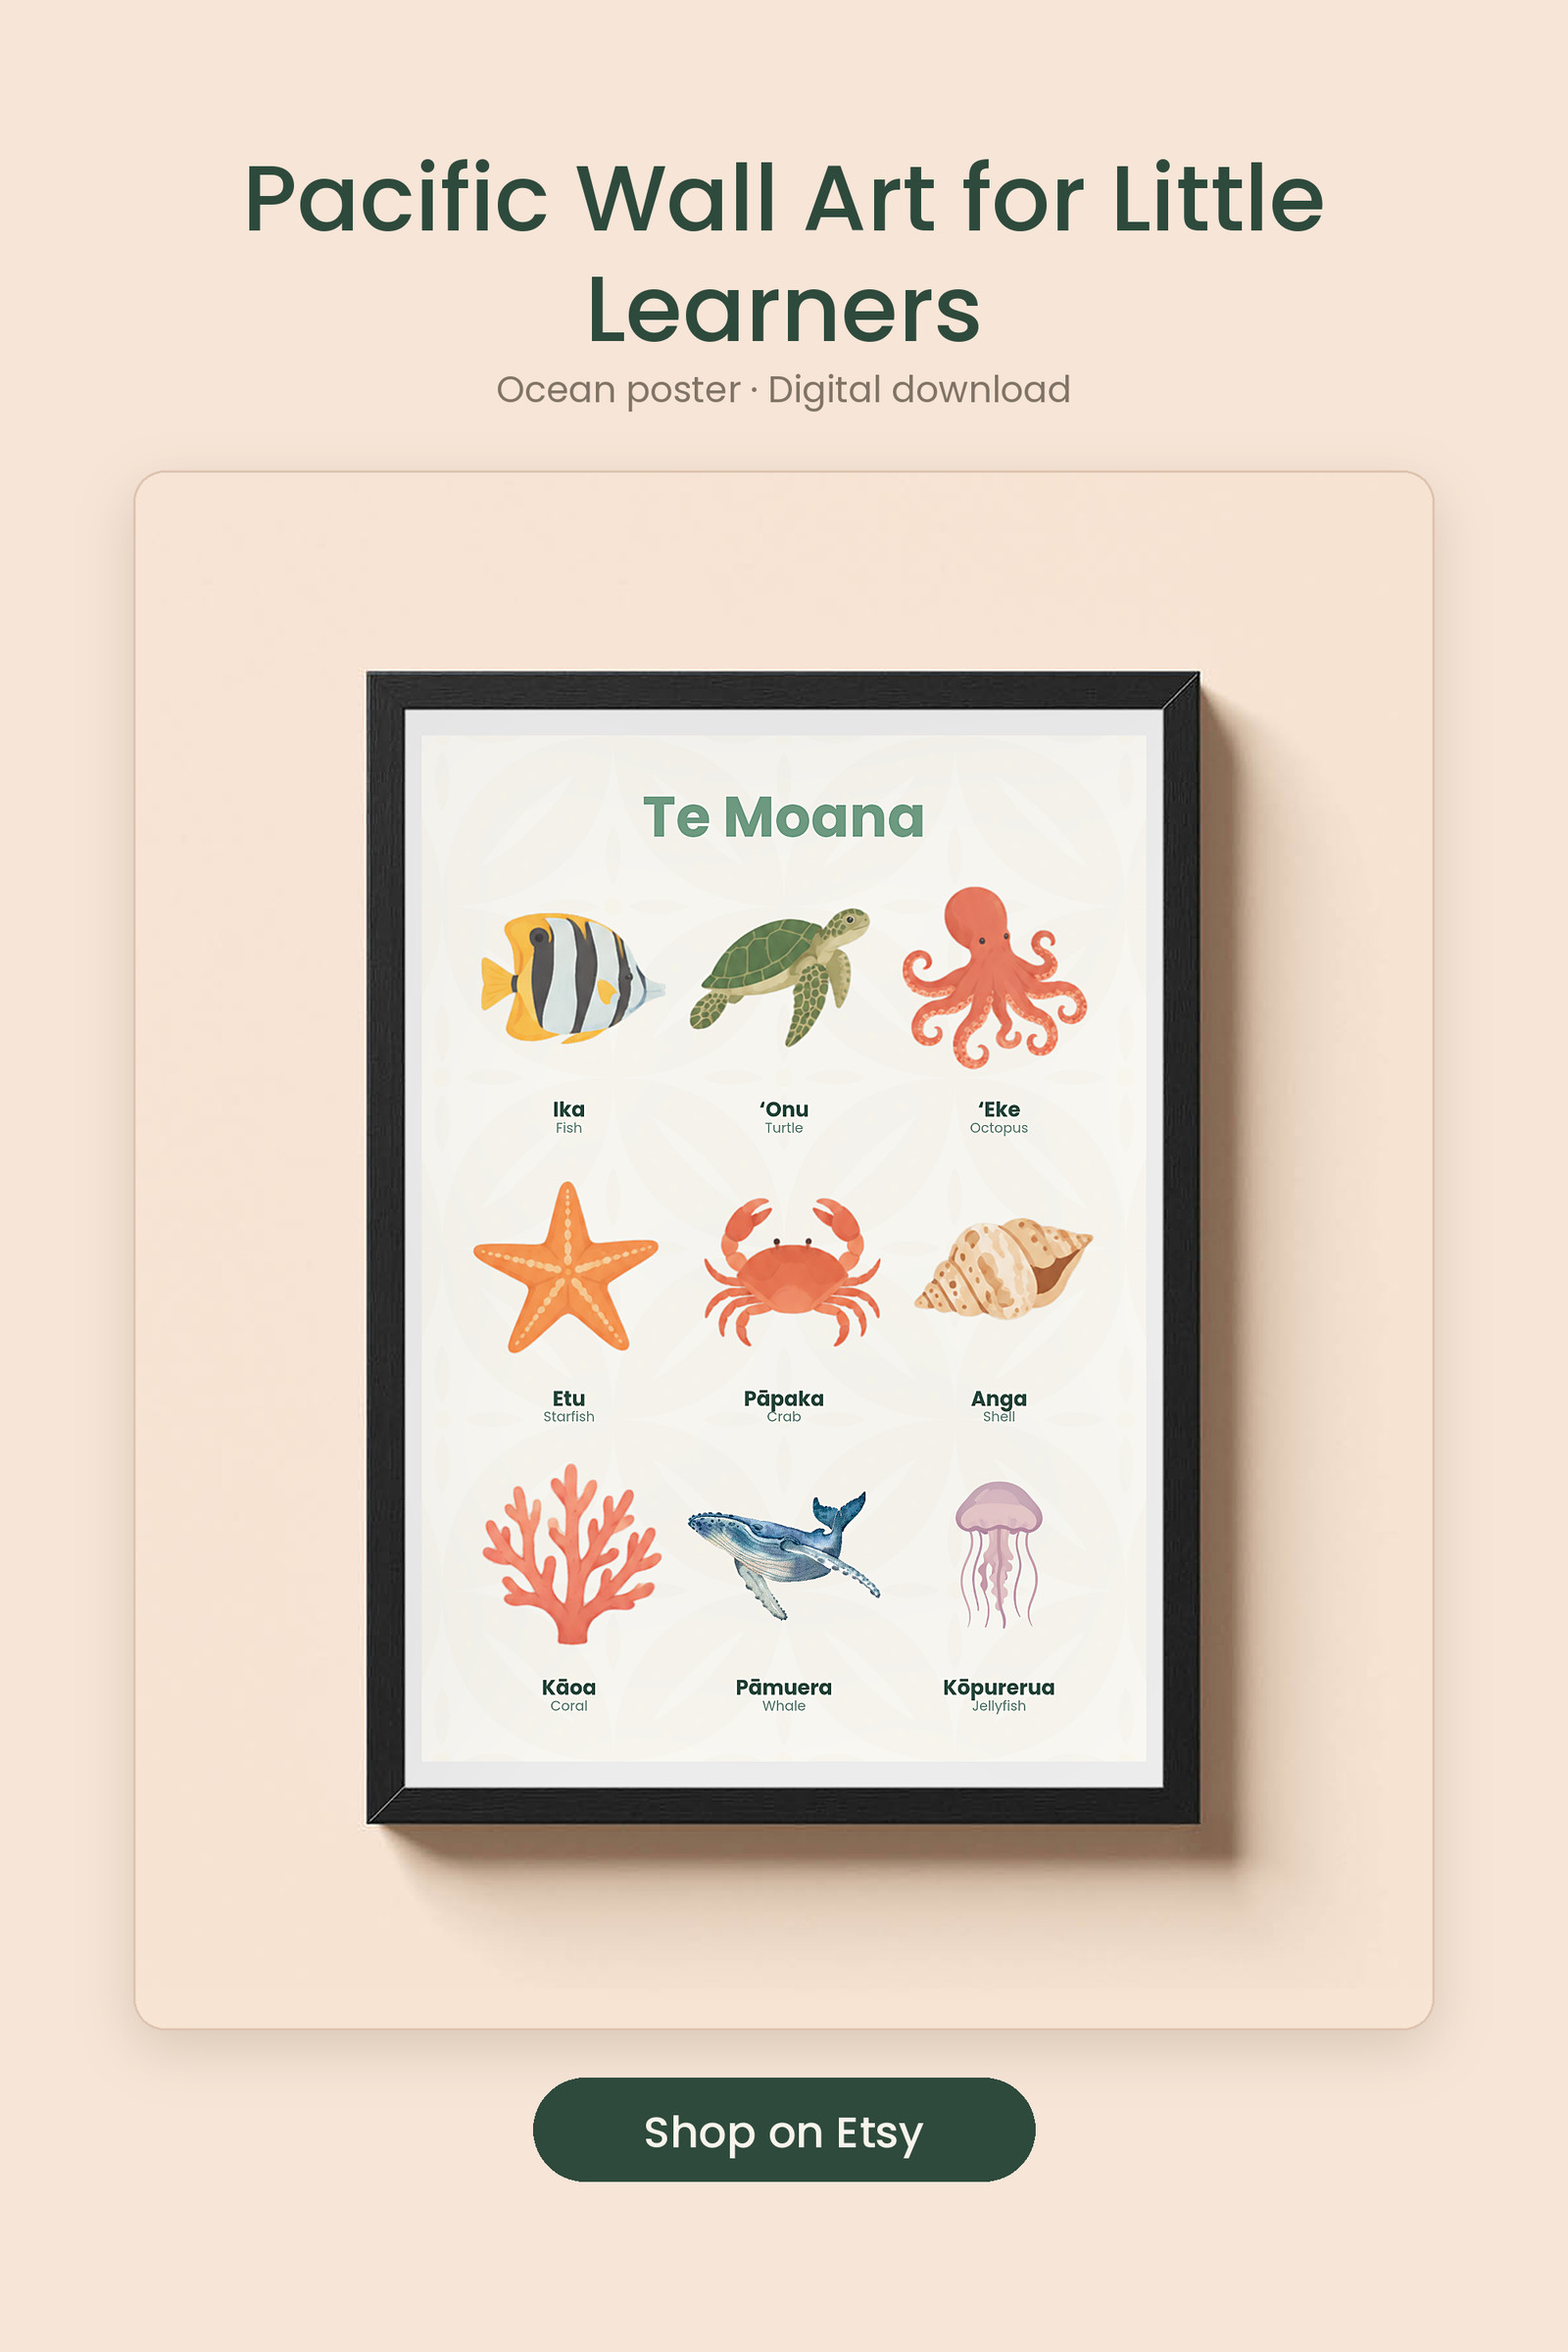 Pacific Wall Art for Little
Learners
Ocean poster · Digital download
Te Moana
Ika
Fish
ʻOnu
Turtle
ʻEke
Octopus
Etu
Starfish
Pāpaka
Crab
Anga
Shell
Kāoa
Coral
Pāmuera
Whale
Kōpurerua
Jellyfish
Shop on Etsy